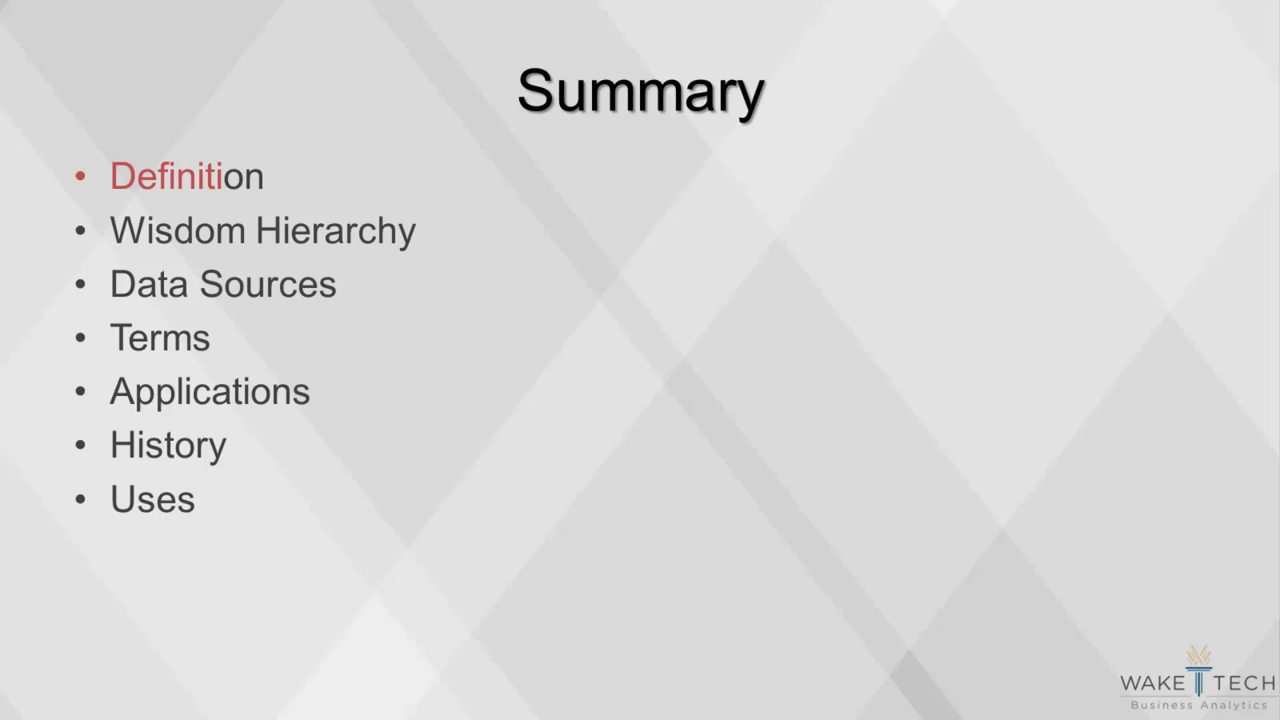 Summary
• Definition
• Wisdom Hierarchy
• Data Sources
• Terms
• Applications
• History
• Uses
WAKE TECH
Business Analytics